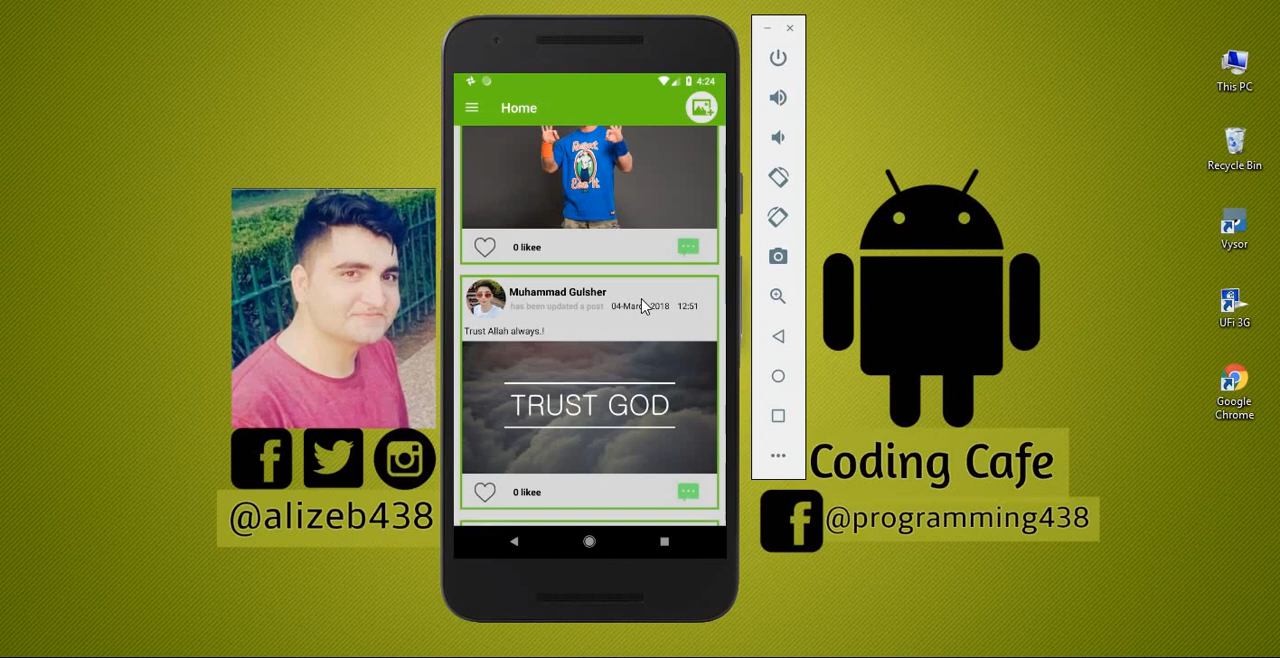 4:24
Home
0 likee
Muhammad Gulsher
has been updated a post 04-March-2018 12:51
Trust Allah always.!
TRUST GOD
0 likee
@alizeb438
Coding Cafe
@programming438
This PC
Recycle Bin
Vysor
UFi 3G
Google
Chrome